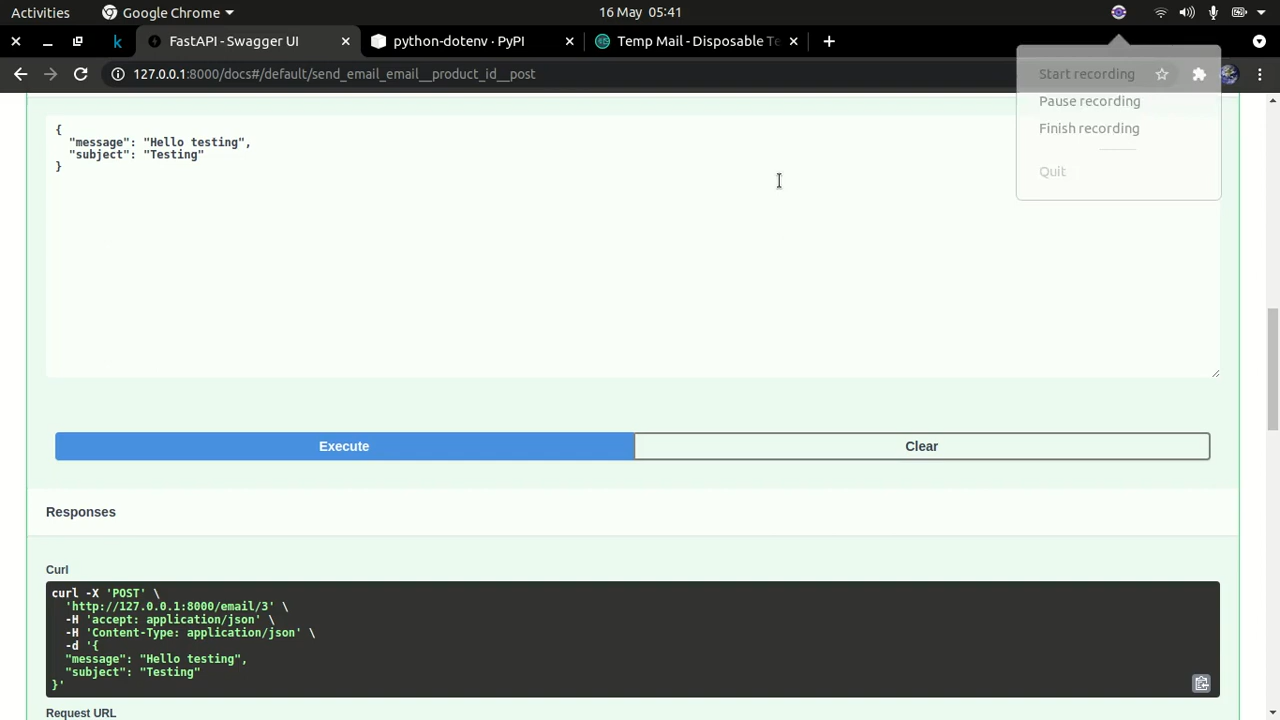 Activities
Google Chrome
16 May 05:41
k
FastAPI - Swagger UI
python-dotenv · PyPI
Temp Mail - Disposable Te
127.0.0.1:8000/docs#/default/send_email_email__product_id__post
Start recording
Pause recording
Finish recording
Quit
{
"message": "Hello testing",
"subject": "Testing"
}
Execute
Clear
Responses
Curl
curl -X 'POST' \
'http://127.0.0.1:8000/email/3' \
-H 'accept: application/json' \
-H 'Content-Type: application/json' \
-d '{
"message": "Hello testing",
"subject": "Testing"
}'
Request URL